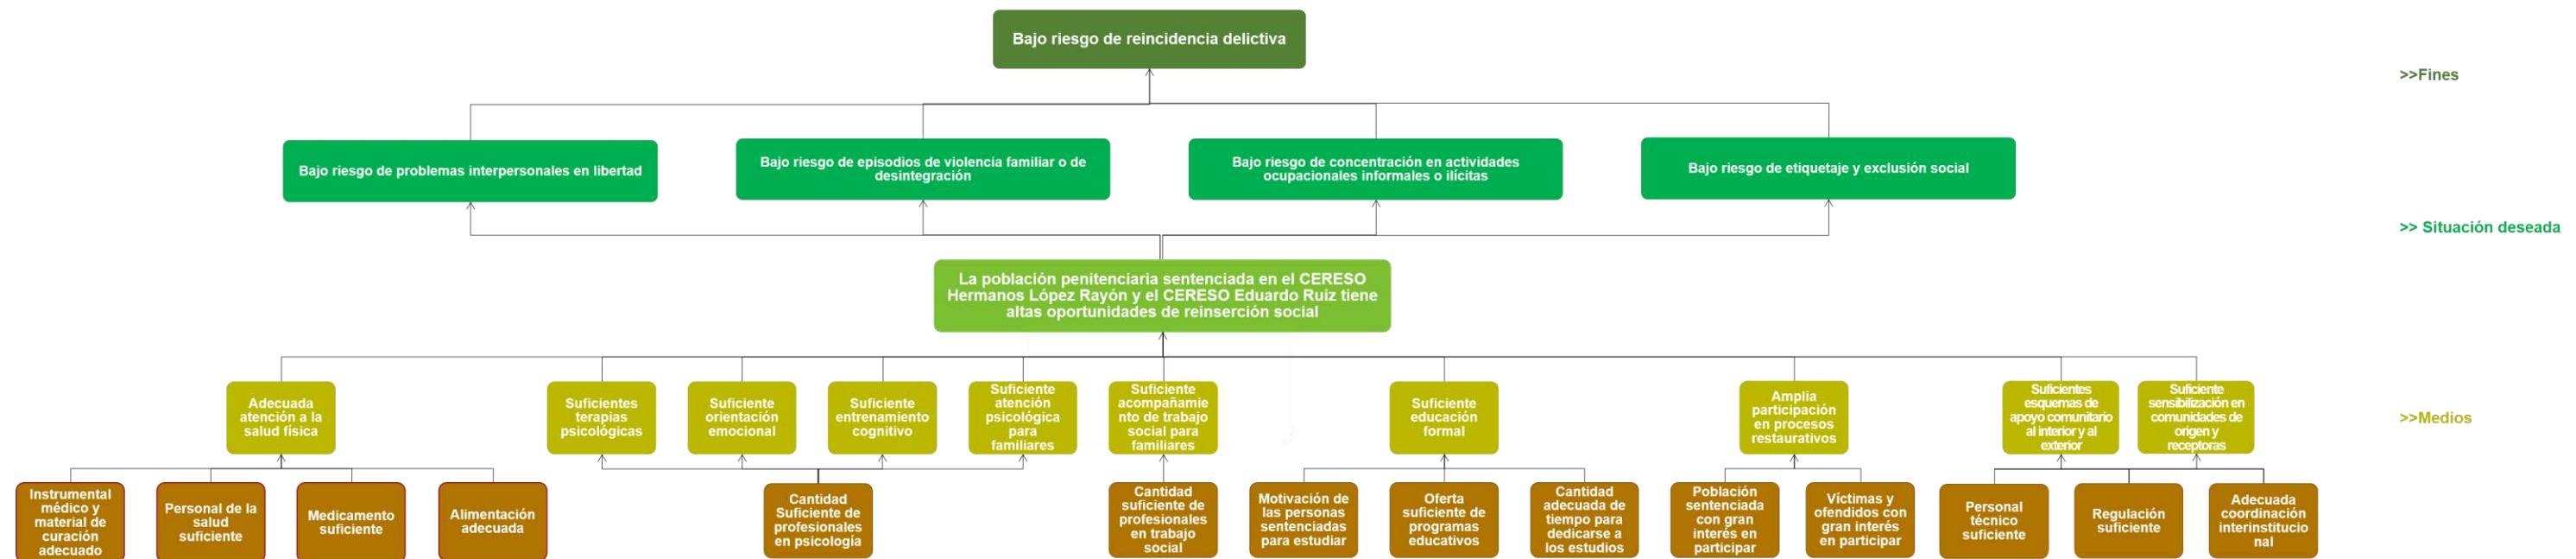 Bajo riesgo de reincidencia delictiva
>>Fines
Bajo riesgo de problemas interpersonales en libertad
Bajo riesgo de episodios de violencia familiar o de
desintegración
Bajo riesgo de concentración en actividades
ocupacionales informales o ilícitas
Bajo riesgo de etiquetaje y exclusión social
>> Situación deseada
La población penitenciaria sentenciada en el CERESO
Hermanos López Rayón y el CERESO Eduardo Ruiz tiene
altas oportunidades de reinserción social
Adecuada
atención a la
salud física
Suficientes
terapias
psicológicas
Suficiente
orientación
emocional
Suficiente
entrenamiento
cognitivo
Suficiente
atención
psicológica
para
familiares
Suficiente
acompañamie
nto de trabajo
social para
familiares
Suficiente
educación
formal
Amplia
participación
en procesos
restaurativos
Suficientes
esquemas de
apoyo comunitario
al interior y al
exterior
Suficiente
sensibilización en
comunidades de
origen y
receptoras
>>Medios
Instrumental
médico y
material de
curación
adecuado
Personal de la
salud
suficiente
Medicamento
suficiente
Alimentación
adecuada
Cantidad
Suficiente de
profesionales
en psicología
Cantidad
suficiente de
profesionales
en trabajo
social
Motivación de
las personas
sentenciadas
para estudiar
Oferta
suficiente de
programas
educativos
Cantidad
adecuada de
tiempo para
dedicarse a
los estudios
Población
sentenciada
con gran
interés en
participar
Víctimas y
ofendidos con
gran interés
en participar
Personal
técnico
suficiente
Regulación
suficiente
Adecuada
coordinación
interinstitucio
nal